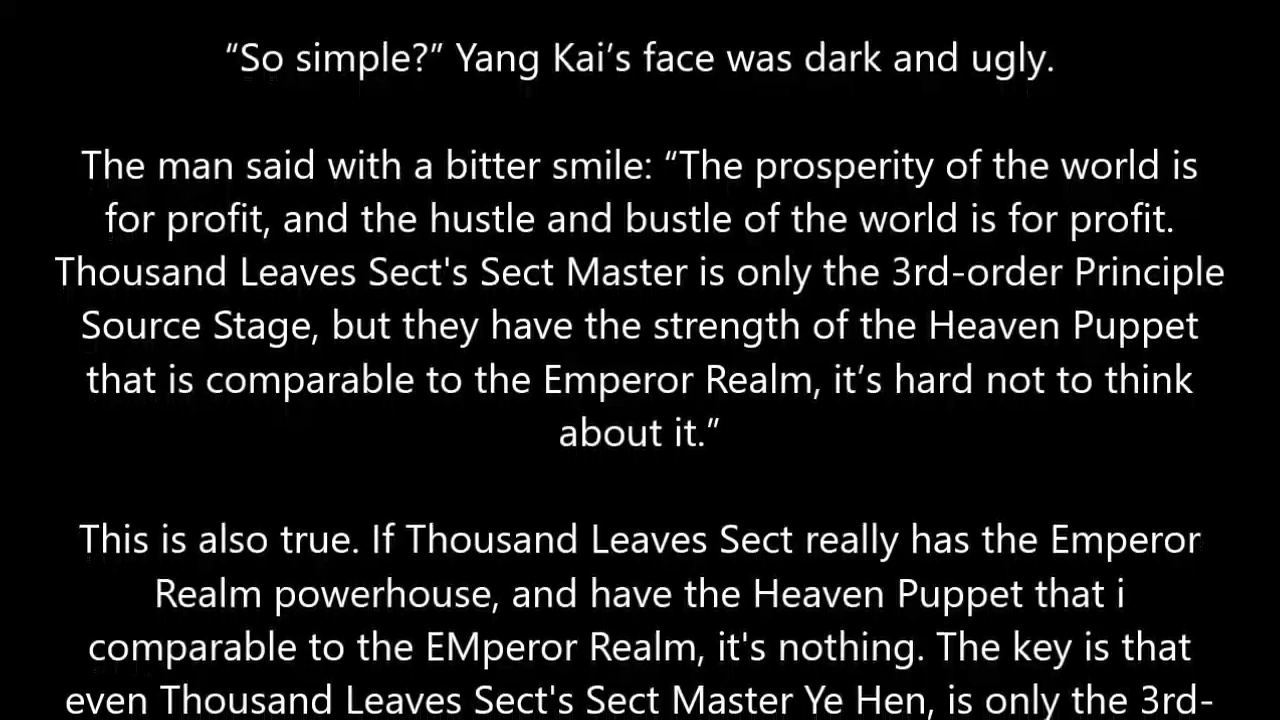 “So simple?” Yang Kai’s face was dark and ugly.
The man said with a bitter smile: “The prosperity of the world is
for profit, and the hustle and bustle of the world is for profit.
Thousand Leaves Sect's Sect Master is only the 3rd-order Principle
Source Stage, but they have the strength of the Heaven Puppet
that is comparable to the Emperor Realm, it’s hard not to think
about it.”
This is also true. If Thousand Leaves Sect really has the Emperor
Realm powerhouse, and have the Heaven Puppet that i
comparable to the EMperor Realm, it's nothing. The key is that
even Thousand Leaves Sect's Sect Master Ye Hen, is only the 3rd-